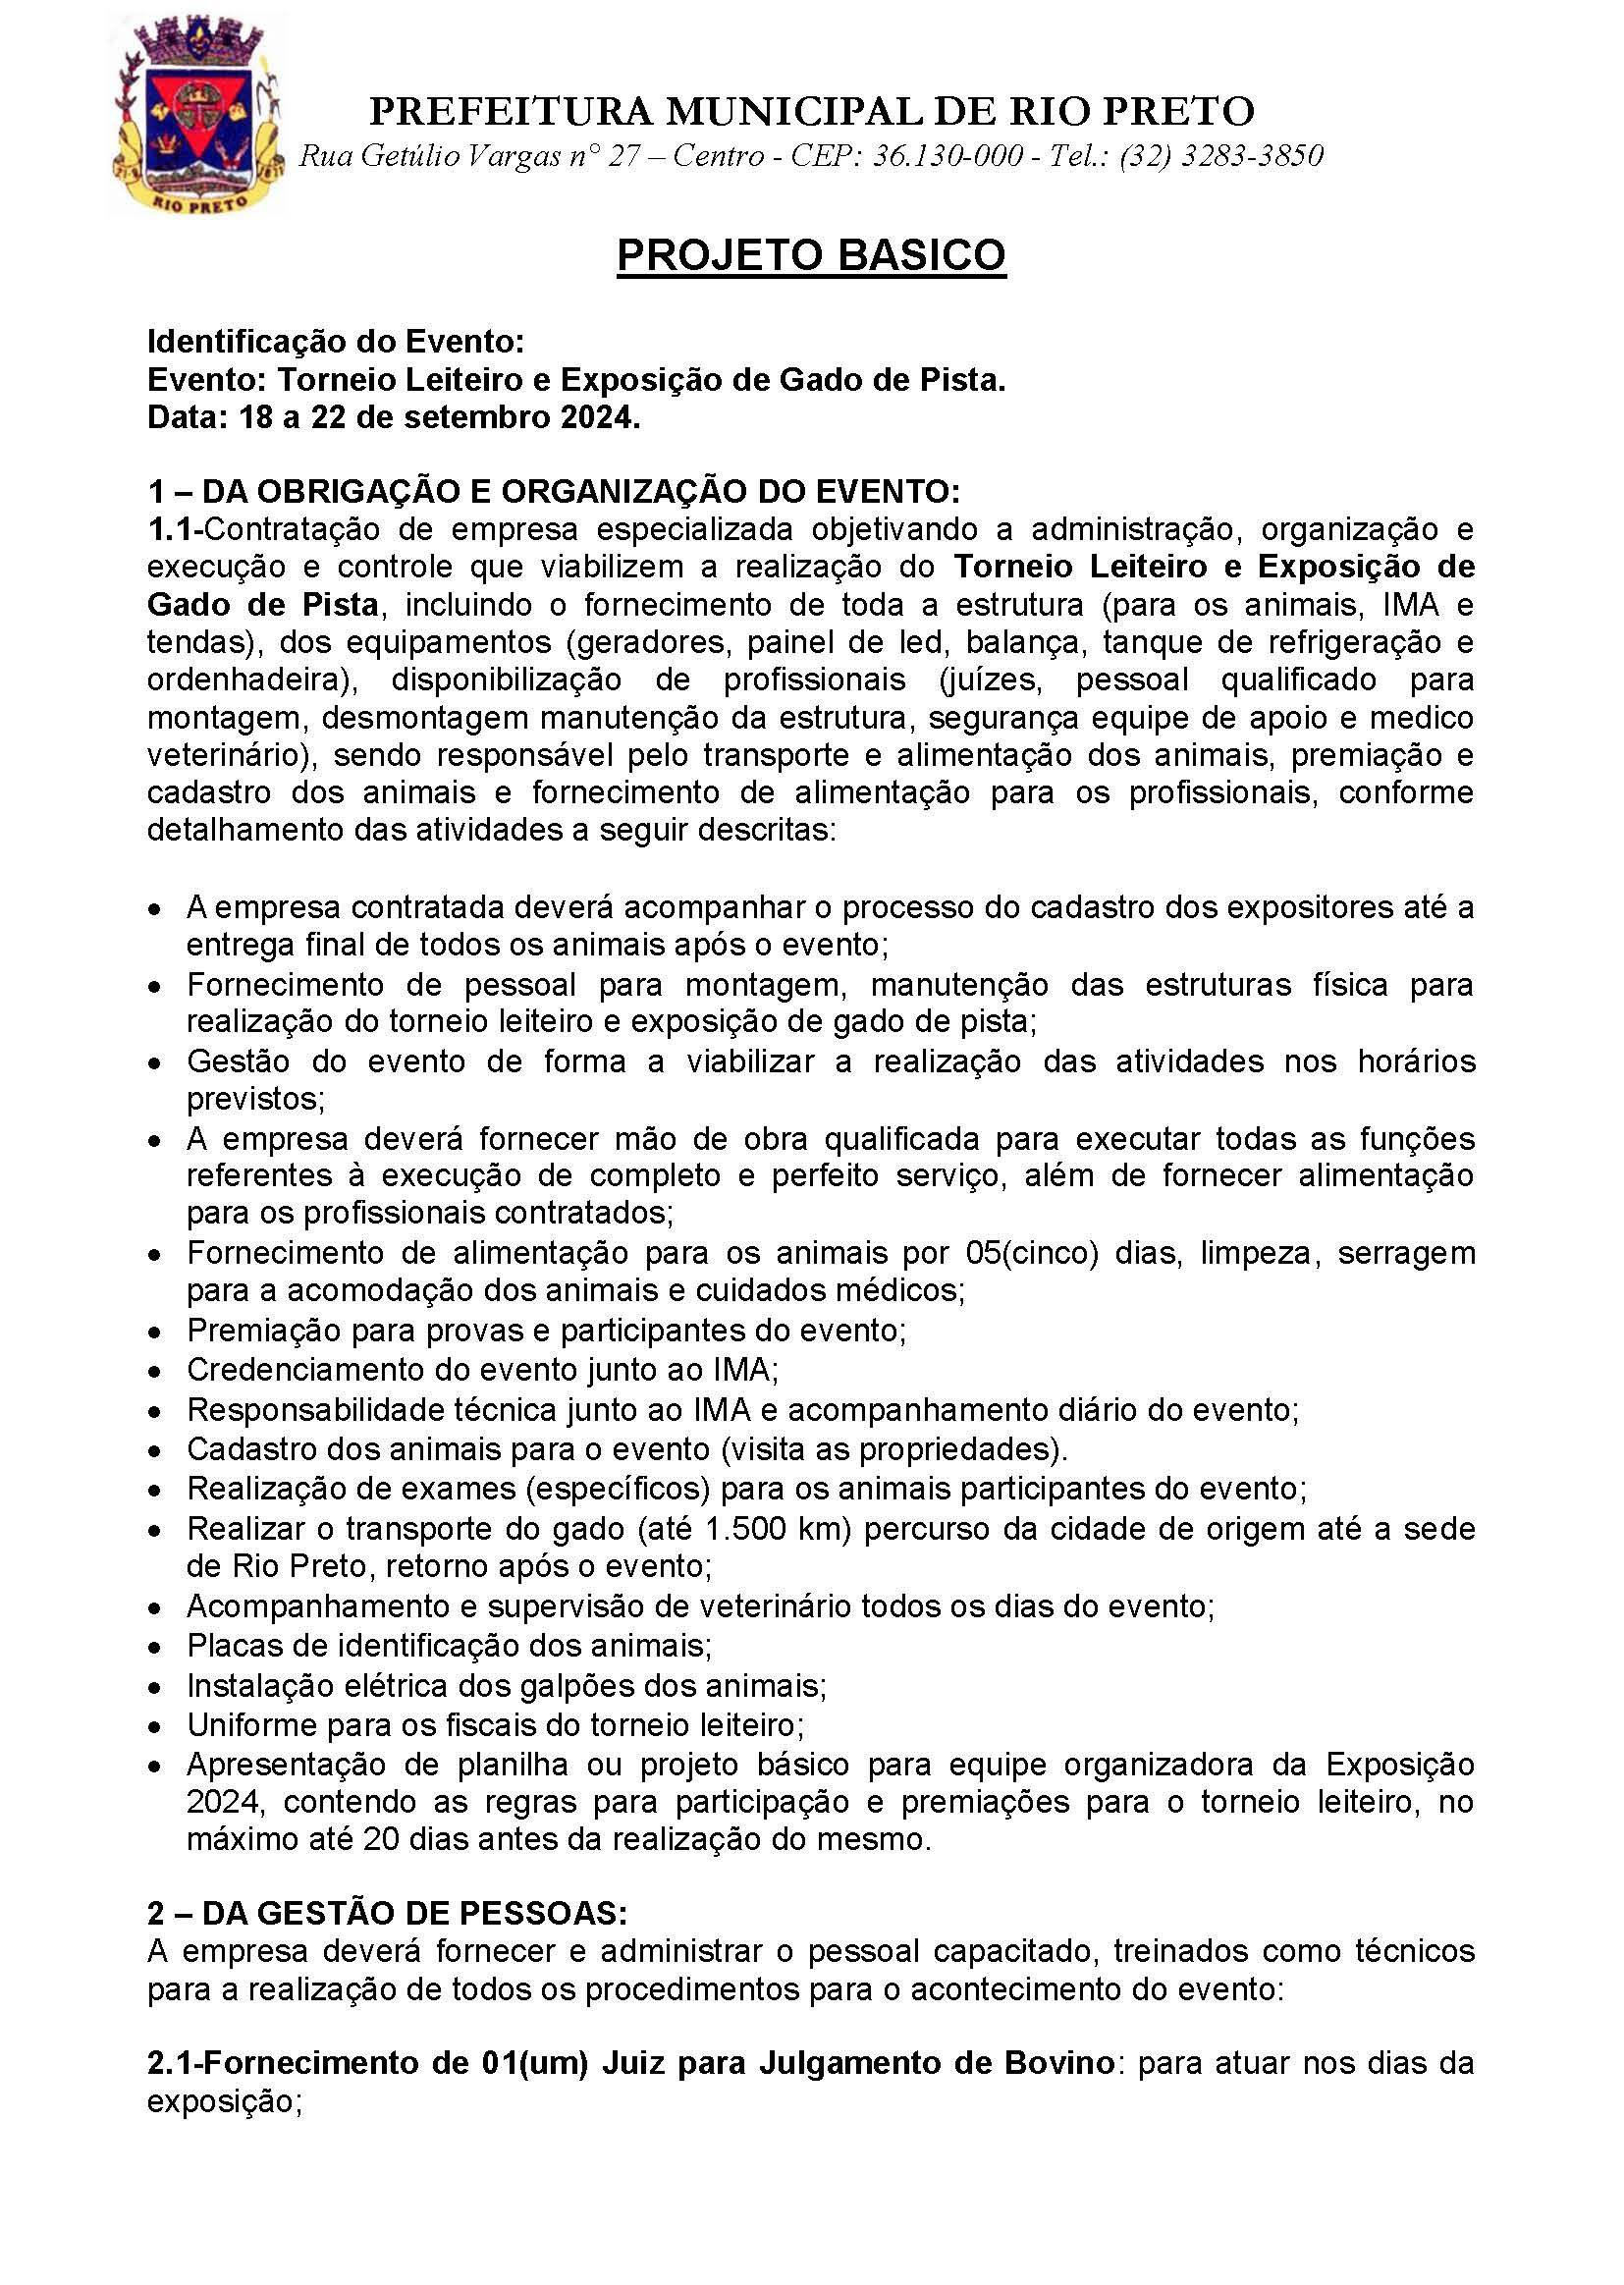 PREFEITURA MUNICIPAL DE RIO PRETO
Rua Getúlio Vargas n° 27 – Centro - CEP: 36.130-000 - Tel.: (32) 3283-3850
RIO PRETO
PROJETO BASICO
Identificação do Evento:
Evento: Torneio Leiteiro e Exposição de Gado de Pista.
Data: 18 a 22 de setembro 2024.
1 – DA OBRIGAÇÃO E ORGANIZAÇÃO DO EVENTO:
1.1-Contratação de empresa especializada objetivando a administração, organização e
execução e controle que viabilizem a realização do Torneio Leiteiro e Exposição de
Gado de Pista, incluindo o fornecimento de toda a estrutura (para os animais, IMA e
tendas), dos equipamentos (geradores, painel de led, balança, tanque de refrigeração e
ordenhadeira), disponibilização de profissionais (juízes, pessoal qualificado para
montagem, desmontagem manutenção da estrutura, segurança equipe de apoio e medico
veterinário), sendo responsável pelo transporte e alimentação dos animais, premiação e
cadastro dos animais e fornecimento de alimentação para os profissionais, conforme
detalhamento das atividades a seguir descritas:
• A empresa contratada deverá acompanhar o processo do cadastro dos expositores até a
entrega final de todos os animais após o evento;
• Fornecimento de pessoal para montagem, manutenção das estruturas física para
realização do torneio leiteiro e exposição de gado de pista;
• Gestão do evento de forma a viabilizar a realização das atividades nos horários
previstos;
• A empresa deverá fornecer mão de obra qualificada para executar todas as funções
referentes à execução de completo e perfeito serviço, além de fornecer alimentação
para os profissionais contratados;
• Fornecimento de alimentação para os animais por 05(cinco) dias, limpeza, serragem
para a acomodação dos animais e cuidados médicos;
• Premiação para provas e participantes do evento;
• Credenciamento do evento junto ao IMA;
• Responsabilidade técnica junto ao IMA e acompanhamento diário do evento;
• Cadastro dos animais para o evento (visita as propriedades).
• Realização de exames (específicos) para os animais participantes do evento;
• Realizar o transporte do gado (até 1.500 km) percurso da cidade de origem até a sede
de Rio Preto, retorno após o evento;
• Acompanhamento e supervisão de veterinário todos os dias do evento;
• Placas de identificação dos animais;
• Instalação elétrica dos galpões dos animais;
• Uniforme para os fiscais do torneio leiteiro;
• Apresentação de planilha ou projeto básico para equipe organizadora da Exposição
2024, contendo as regras para participação e premiações para o torneio leiteiro, no
máximo até 20 dias antes da realização do mesmo.
2 – DA GESTÃO DE PESSOAS:
A empresa deverá fornecer e administrar o pessoal capacitado, treinados como técnicos
para a realização de todos os procedimentos para o acontecimento do evento:
2.1-Fornecimento de 01(um) Juiz para Julgamento de Bovino: para atuar nos dias da
exposição;